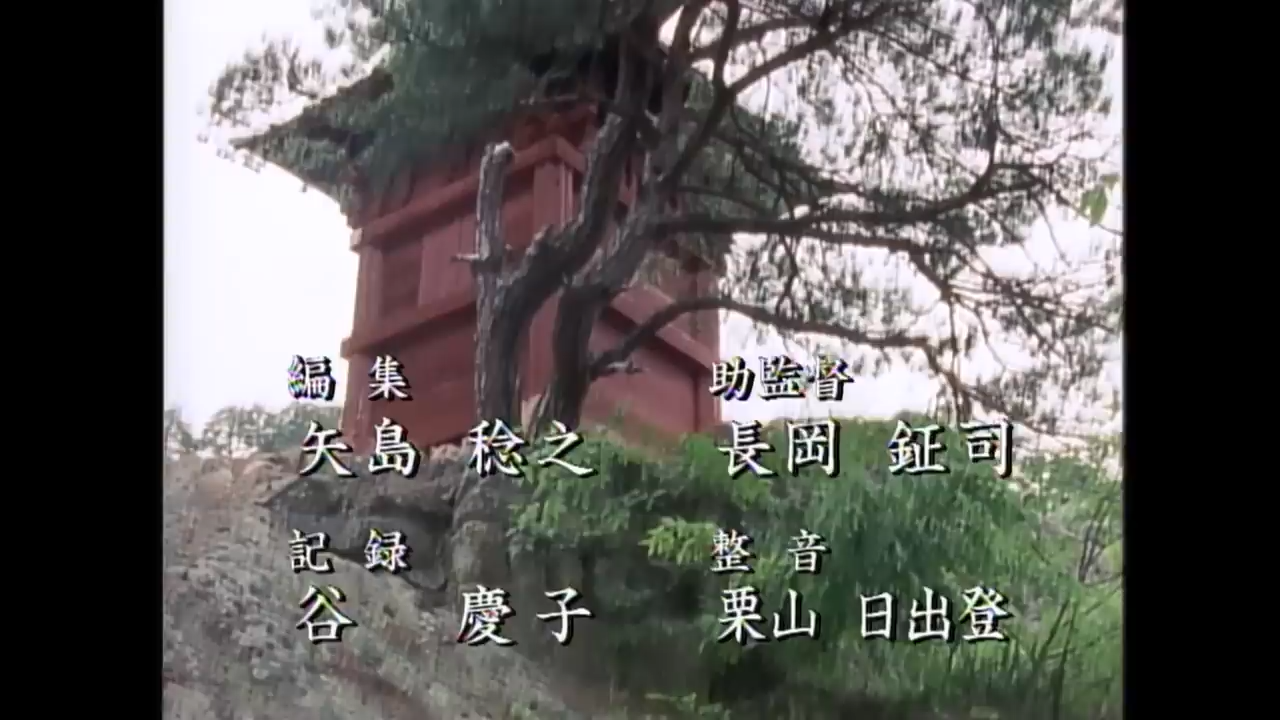 編 集
矢島 稔之
記 録
谷 慶子
助監督
長岡 鉦司
整 音
栗山 日出登